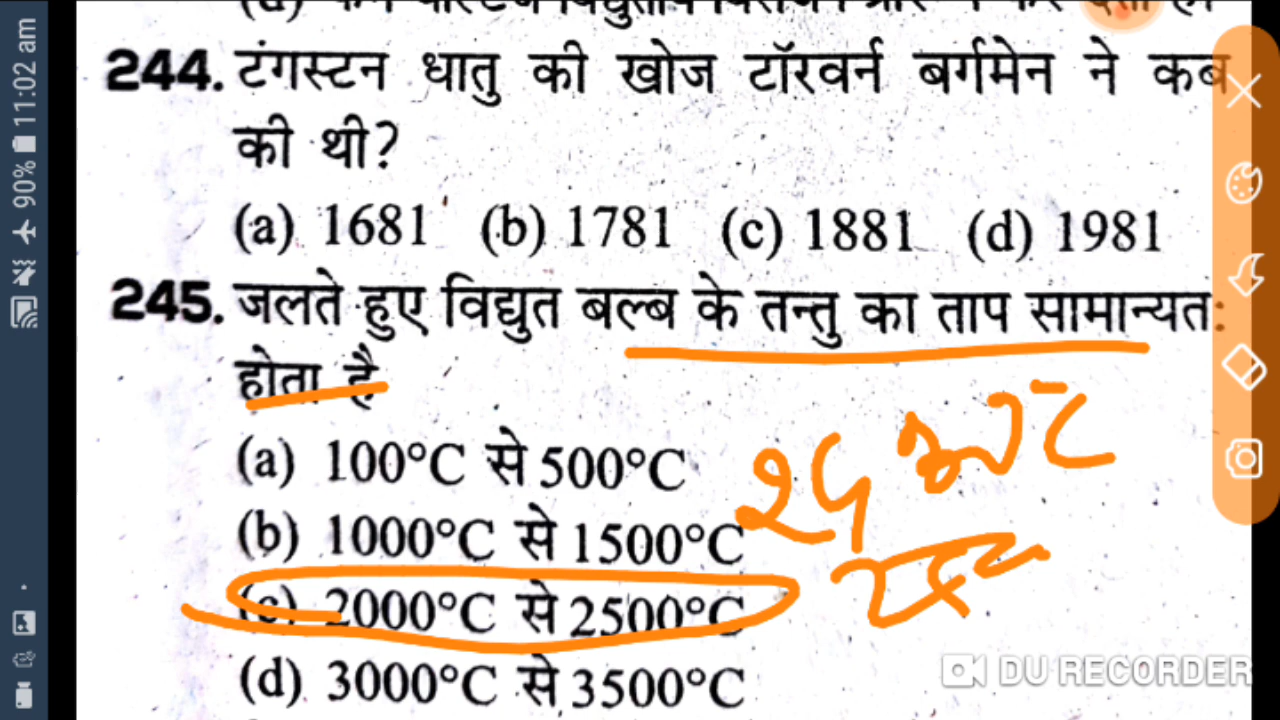 90% 11:02 am
244. टंगस्टन धातु की खोज टॉरवर्न बर्गमेन ने कब
की थी?
(a) 1681 (b) 1781 (c) 1881 (d) 1981
245. जलते हुए विद्युत बल्ब के तन्तु का ताप सामान्यतः
होता है
(a) 100°C से 500°C
(b) 1000°C से 1500°C
(c) 2000°C से 2500°C
(d) 3000°C से 3500°C
DU RECORDER